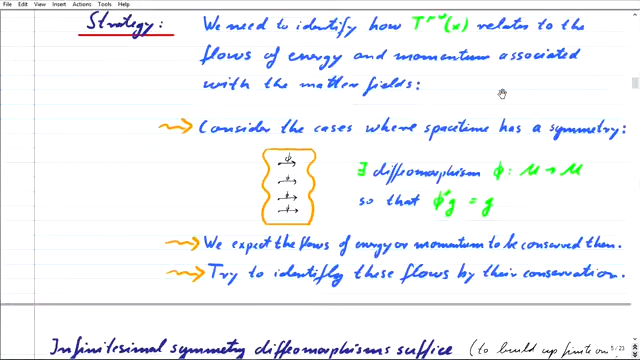 File Edit View Insert Actions Tools Help
Strategy: We need to identify how T^μν(x) relates to the
flows of energy and momentum associated
with the matter fields:
⇝ Consider the cases where spacetime has a symmetry:
ϕ
∃ diffeomorphism ϕ: M → M
so that ϕ*g = g
⇝ We expect the flows of energy or momentum to be conserved then.
⇝ Try to identify these flows by their conservation.
Infinitesimal symmetry diffeomorphisms suffice (to build up finite on
5 / 23